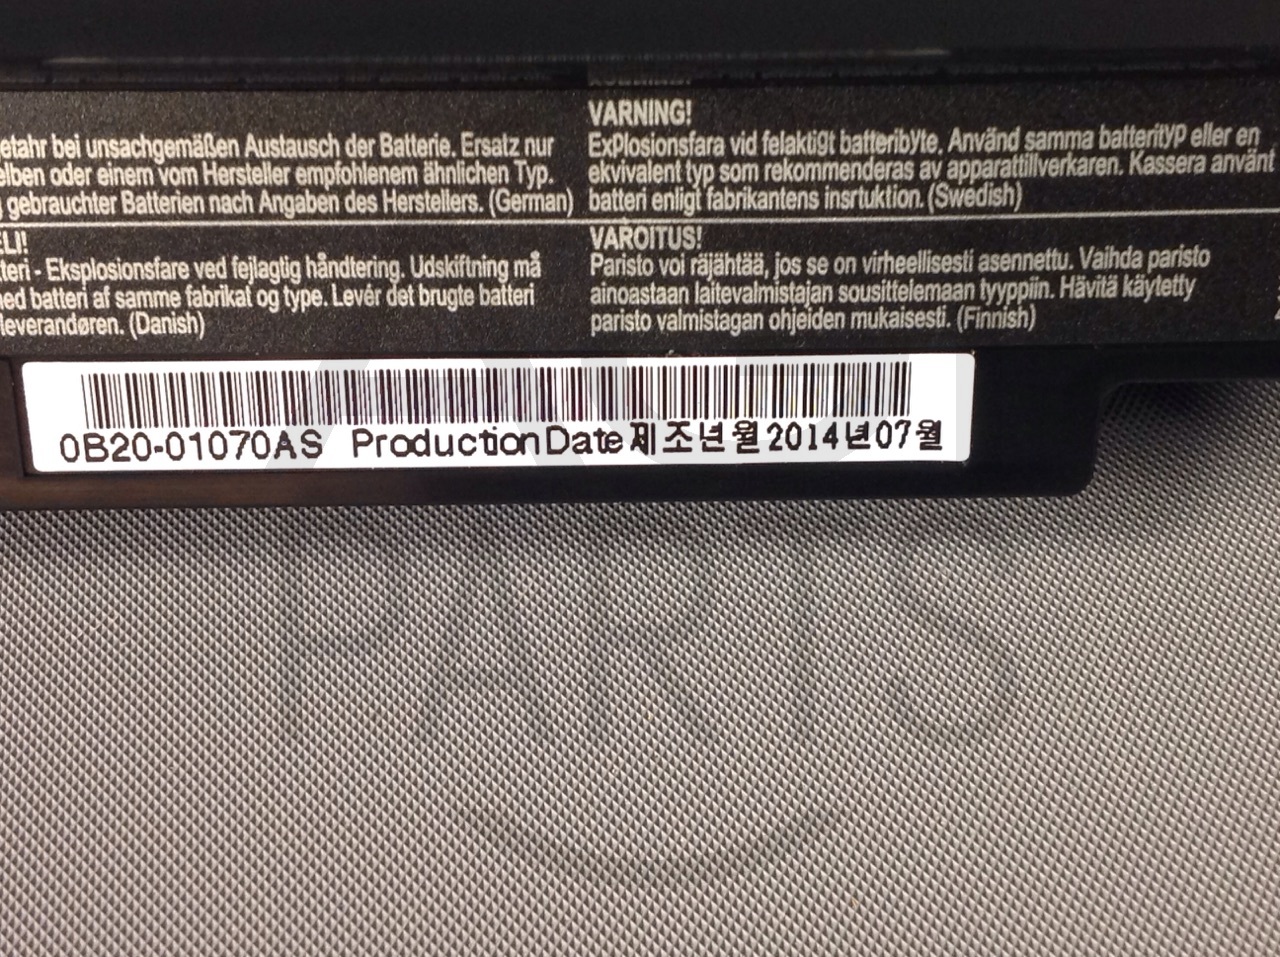 bei unsachgemäßen Austausch der Batterie. Ersatz nur
oder einem vom Hersteller empfohlenem ähnlichen Typ.
gebrauchter Batterien nach Angaben des Herstellers. (German)
Eksplosionsfare ved fejlagtig håndtering. Udskiftning må
batteri af samme fabrikat og type. Levér det brugte batteri
leverandøren. (Danish)
VARNING!
Explosionsfara vid felaktigt batteribyte. Använd samma batterityp eller en
ekvivalent typ som rekommenderas av apparattillverkaren. Kassera använt
batteri enligt fabrikantens insrtuktion. (Swedish)
VAROITUS!
Paristo voi räjähtää, jos se on virheellisesti asennettu. Vaihda paristo
ainoastaan laitevalmistajan sousittelemaan tyyppiin. Hävitä käytetty
paristo valmistagan ohjeiden mukaisesti. (Finnish)
0B20-01070AS Production Date 제조년월 2014년07월
PARTS